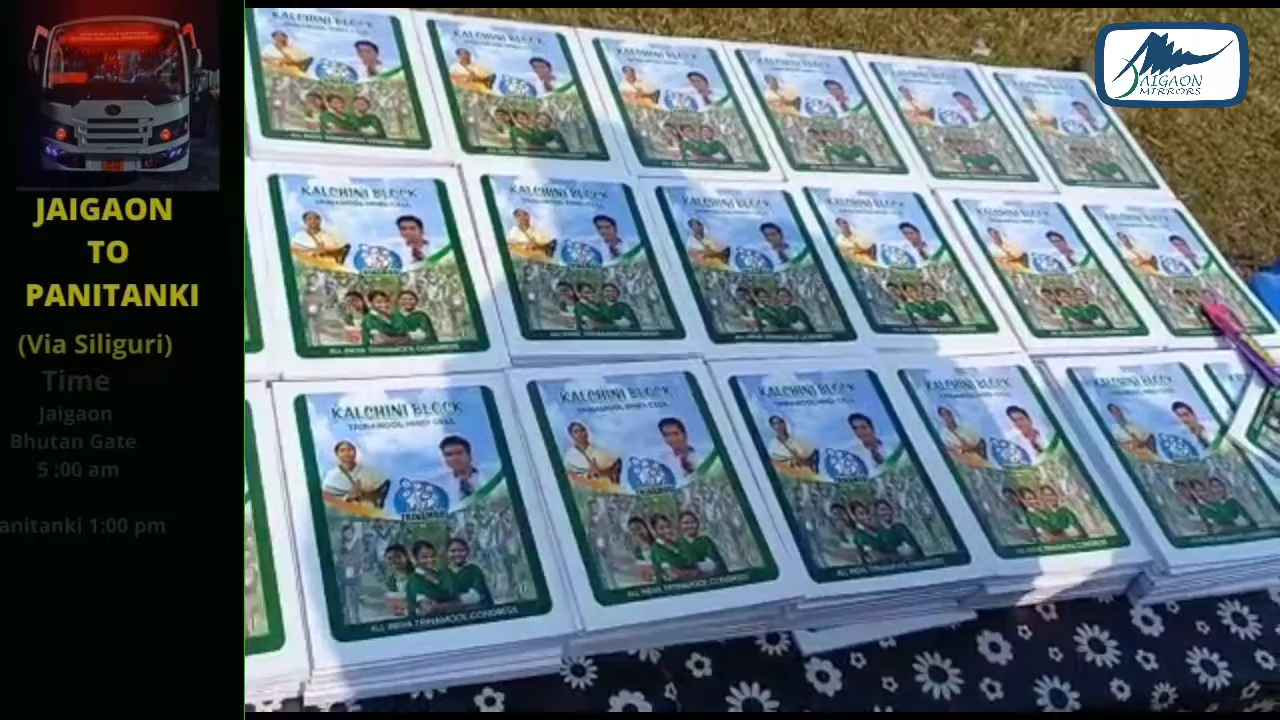 JAIGAON
TO
PANITANKI
(Via Siliguri)
Time
Jaigaon
Bhutan Gate
5 :00 am
anitanki 1:00 pm
JAIGAON
MIRRORS
KALCHINI BLOCK
TRINAMOOL HINDI CELL
TRINAMOOL
ALL INDIA TRINAMOOL CONGRESS